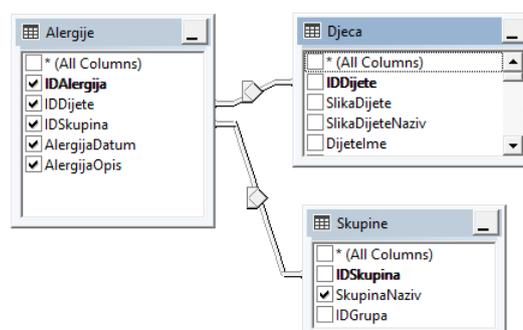 Alergije
* (All Columns)
IDAlergija
IDDijete
IDSkupina
AlergijaDatum
AlergijaOpis
Djeca
* (All Columns)
IDDijete
SlikaDijete
SlikaDijeteNaziv
DijeteIme
Skupine
* (All Columns)
IDSkupina
SkupinaNaziv
IDGrupa